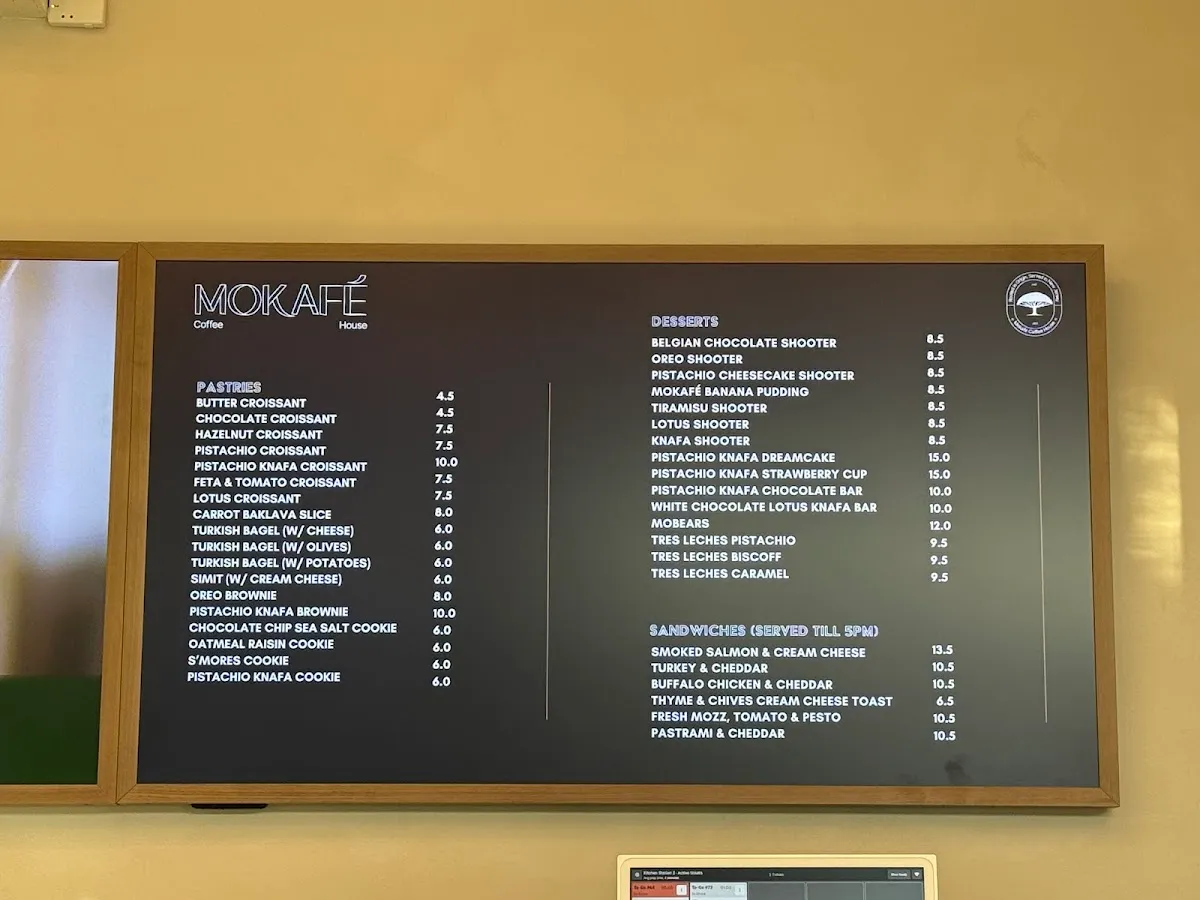 MOKAFÉ
Coffee House
PASTRIES
BUTTER CROISSANT 4.5
CHOCOLATE CROISSANT 4.5
HAZELNUT CROISSANT 7.5
PISTACHIO CROISSANT 7.5
PISTACHIO KNAFA CROISSANT 10.0
FETA & TOMATO CROISSANT 7.5
LOTUS CROISSANT 7.5
CARROT BAKLAVA SLICE 8.0
TURKISH BAGEL (W/ CHEESE) 6.0
TURKISH BAGEL (W/ OLIVES) 6.0
TURKISH BAGEL (W/ POTATOES) 6.0
SIMIT (W/ CREAM CHEESE) 6.0
OREO BROWNIE 8.0
PISTACHIO KNAFA BROWNIE 10.0
CHOCOLATE CHIP SEA SALT COOKIE 6.0
OATMEAL RAISIN COOKIE 6.0
S'MORES COOKIE 6.0
PISTACHIO KNAFA COOKIE 6.0
DESSERTS
BELGIAN CHOCOLATE SHOOTER 8.5
OREO SHOOTER 8.5
PISTACHIO CHEESECAKE SHOOTER 8.5
MOKAFÉ BANANA PUDDING 8.5
TIRAMISU SHOOTER 8.5
LOTUS SHOOTER 8.5
KNAFA SHOOTER 8.5
PISTACHIO KNAFA DREAMCAKE 15.0
PISTACHIO KNAFA STRAWBERRY CUP 15.0
PISTACHIO KNAFA CHOCOLATE BAR 10.0
WHITE CHOCOLATE LOTUS KNAFA BAR 10.0
MOBEARS 12.0
TRES LECHES PISTACHIO 9.5
TRES LECHES BISCOFF 9.5
TRES LECHES CARAMEL 9.5
SANDWICHES (SERVED TILL 5PM)
SMOKED SALMON & CREAM CHEESE 13.5
TURKEY & CHEDDAR 10.5
BUFFALO CHICKEN & CHEDDAR 10.5
THYME & CHIVES CREAM CHEESE TOAST 6.5
FRESH MOZZ, TOMATO & PESTO 10.5
PASTRAMI & CHEDDAR 10.5
Kitchen Station 2 - Active tickets